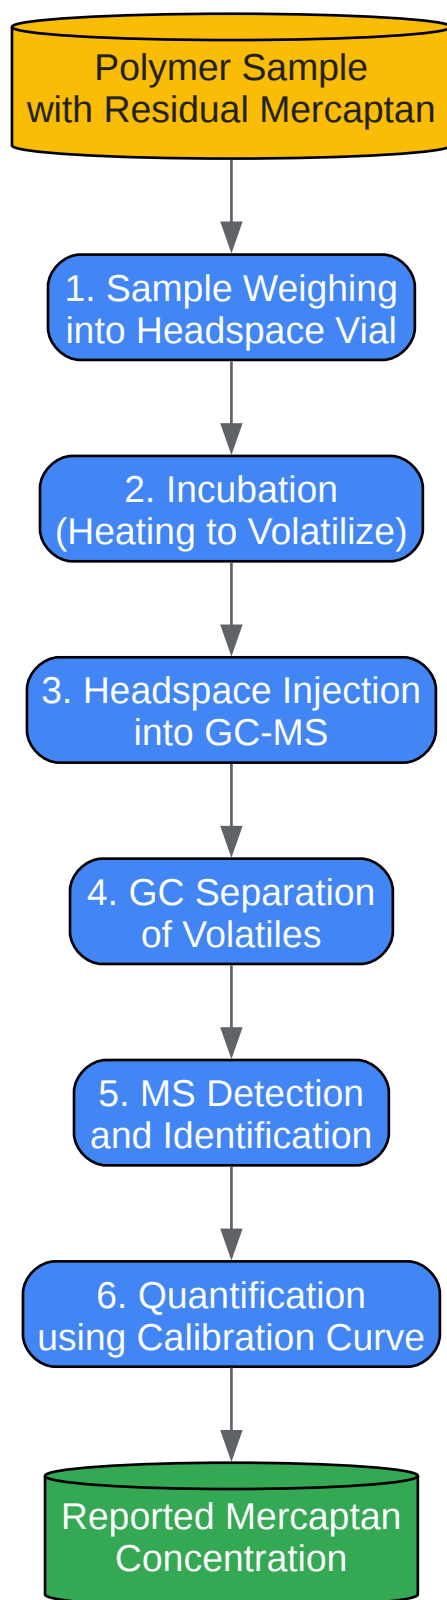 Polymer Sample
with Residual Mercaptan
1. Sample Weighing
into Headspace Vial
2. Incubation
(Heating to Volatilize)
3. Headspace Injection
into GC-MS
4. GC Separation
of Volatiles
5. MS Detection
and Identification
6. Quantification
using Calibration Curve
Reported Mercaptan
Concentration